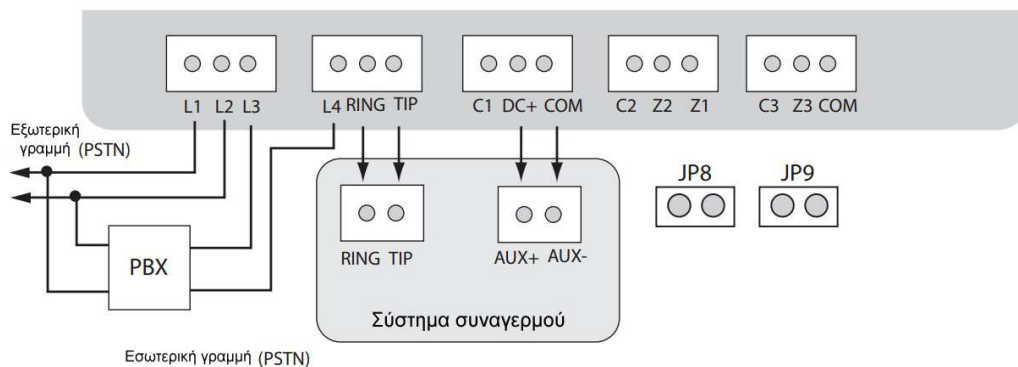 L1 L2 L3
L4 RING TIP
C1 DC+ COM
C2 Z2 Z1
C3 Z3 COM
Εξωτερική
γραμμή (PSTN)
JP8
JP9
PBX
RING TIP
AUX+ AUX-
Σύστημα συναγερμού
Εσωτερική γραμμή (PSTN)